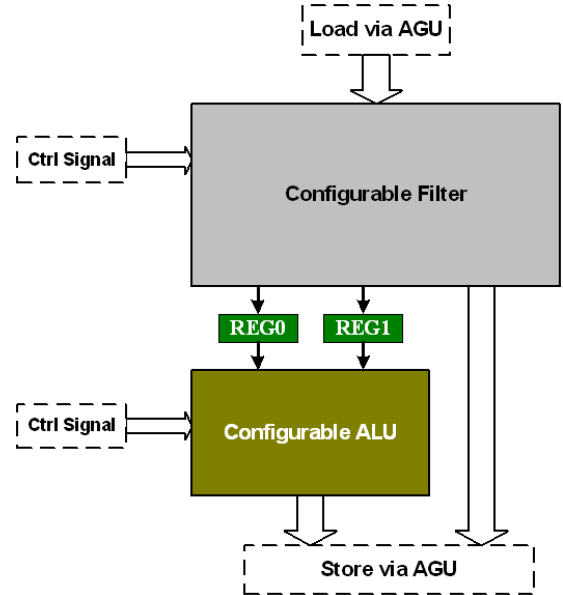 Load via AGU
Ctrl Signal
Configurable Filter
REG0
REG1
Ctrl Signal
Configurable ALU
Store via AGU